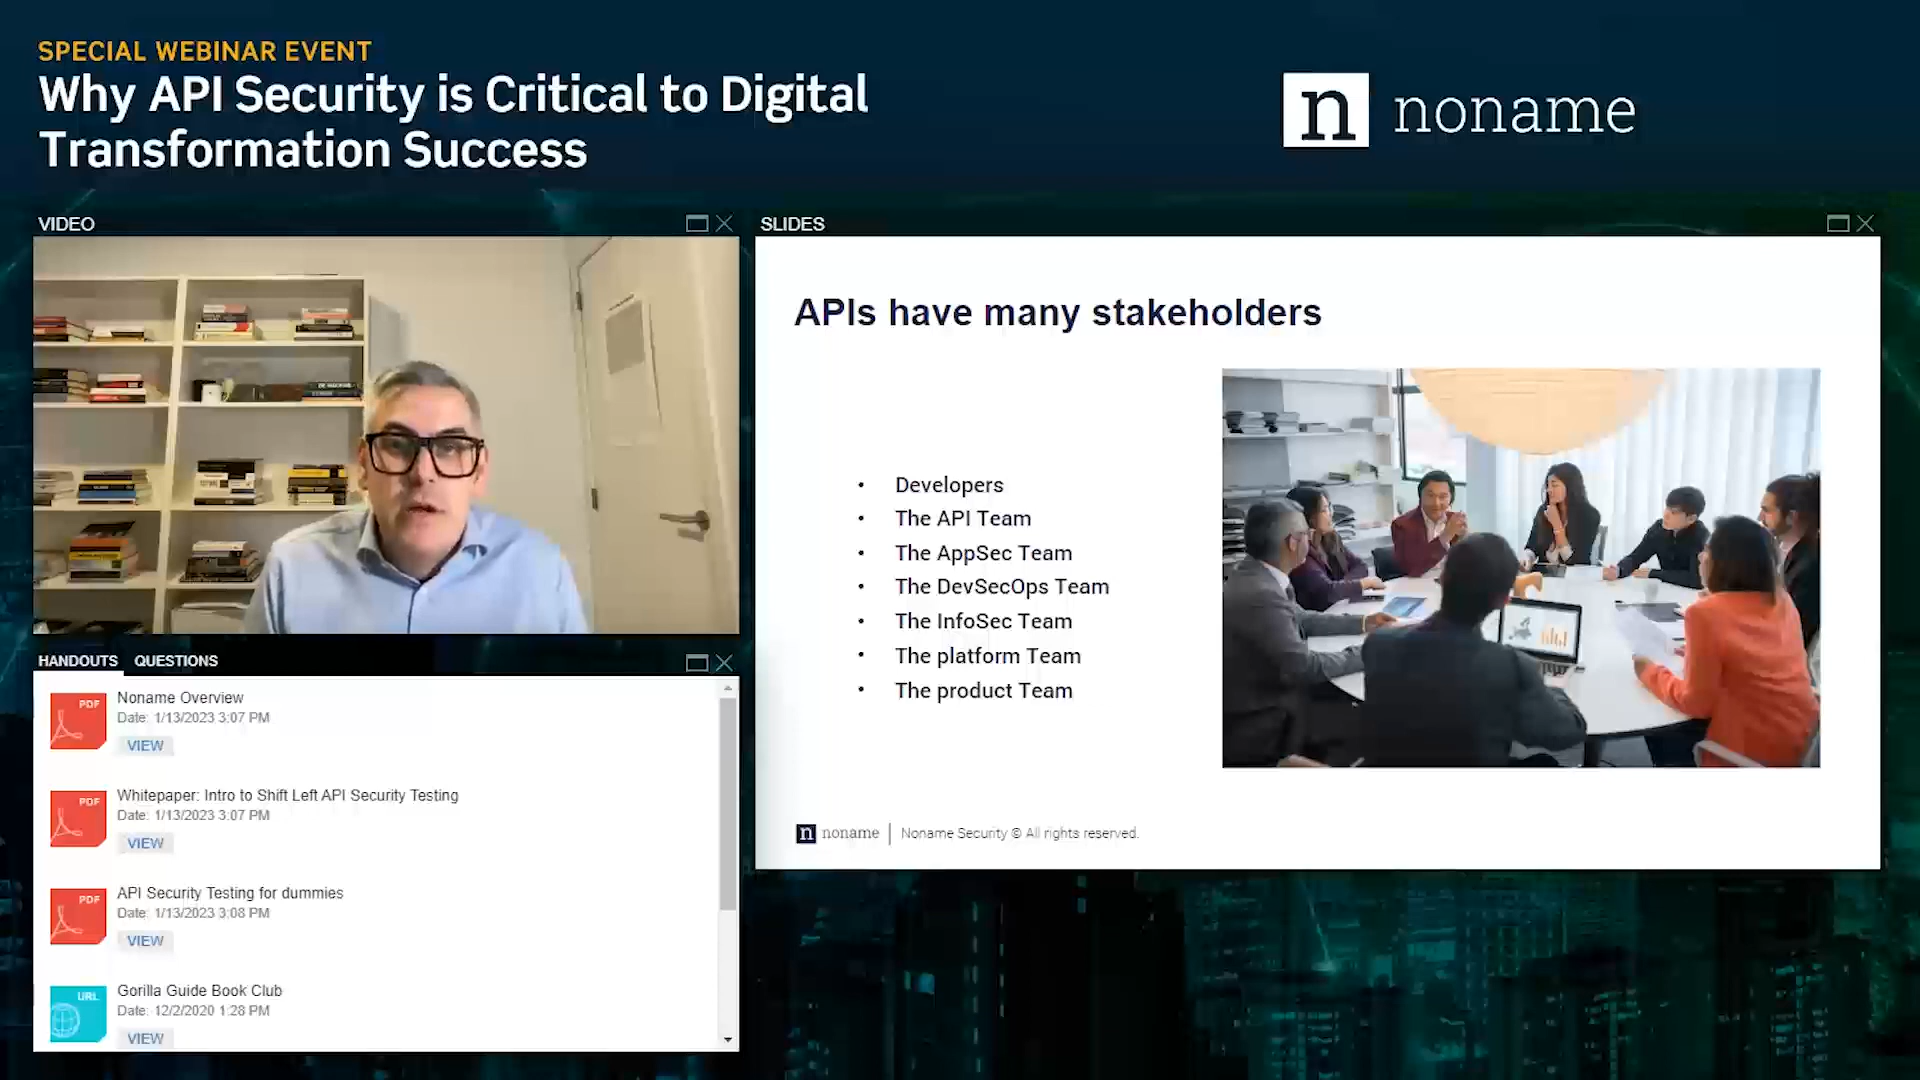 SPECIAL WEBINAR EVENT
Why API Security is Critical to Digital
Transformation Success
n noname
VIDEO
SLIDES
APIs have many stakeholders
• Developers
• The API Team
• The AppSec Team
• The DevSecOps Team
• The InfoSec Team
• The platform Team
• The product Team
n noname | Noname Security © All rights reserved.
HANDOUTS QUESTIONS
PDF
Noname Overview
Date: 1/13/2023 3:07 PM
VIEW
PDF
Whitepaper: Intro to Shift Left API Security Testing
Date: 1/13/2023 3:07 PM
VIEW
PDF
API Security Testing for dummies
Date: 1/13/2023 3:08 PM
VIEW
URL
Gorilla Guide Book Club
Date: 12/2/2020 1:28 PM
VIEW